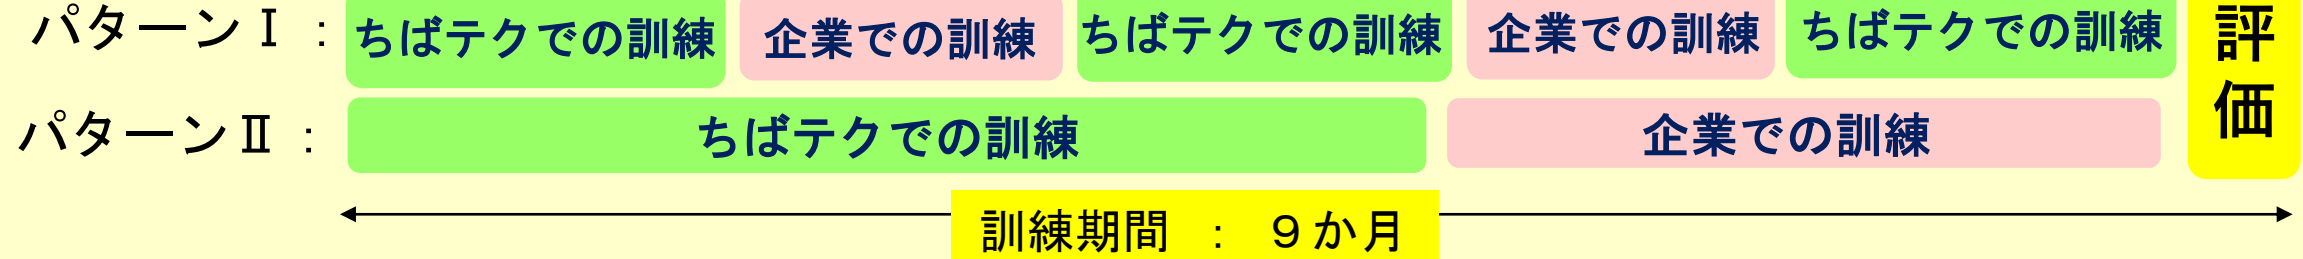 パターンⅠ : ちばテクでの訓練 企業での訓練 ちばテクでの訓練 企業での訓練 ちばテクでの訓練
パターンⅡ : ちばテクでの訓練 企業での訓練
評価
訓練期間 : ９か月